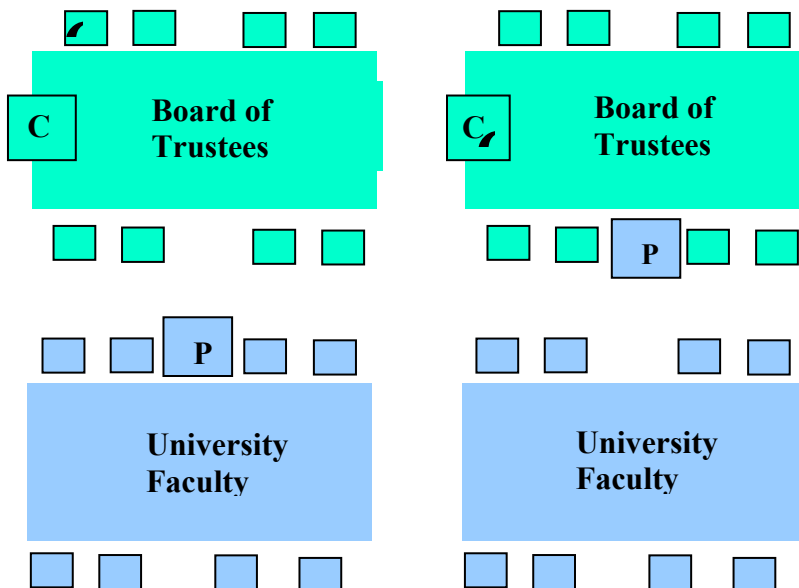 C
Board of
Trustees
C
Board of
Trustees
P
P
University
Faculty
University
Faculty